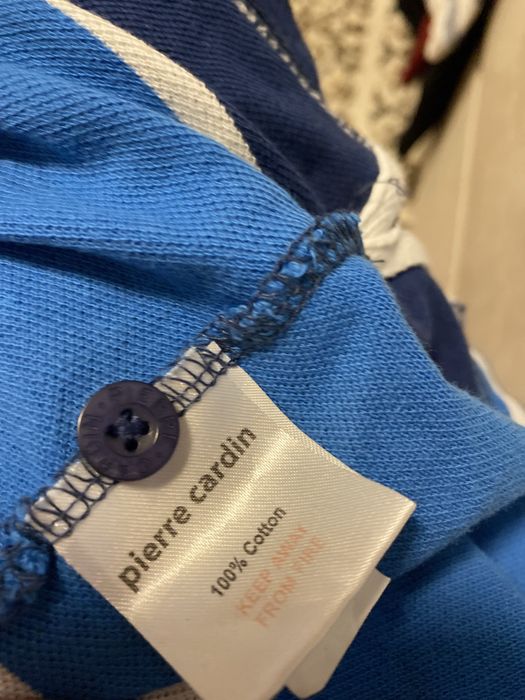 pierre cardin
100% Cotton
KEEP AWAY
FROM FIRE